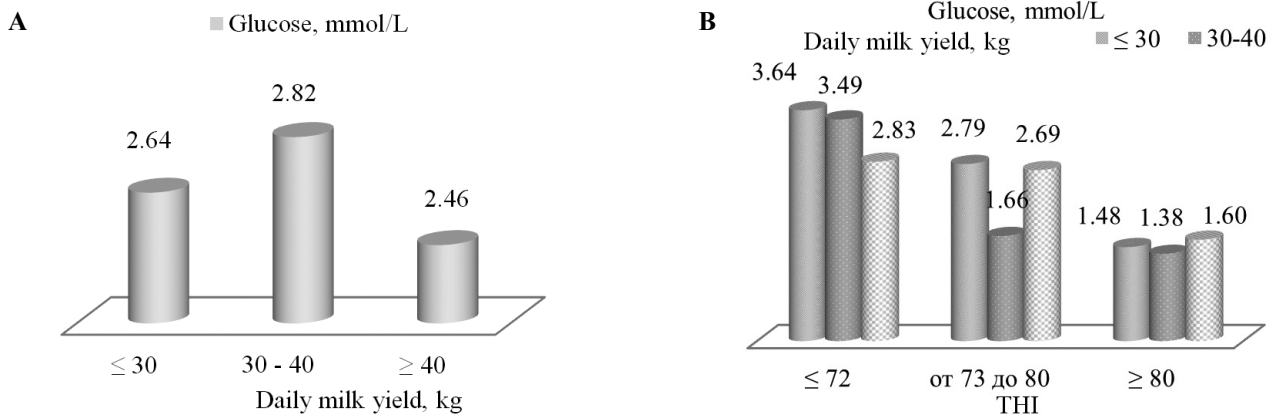 A
Glucose, mmol/L
2.64
2.82
2.46
≤ 30
30 - 40
≥ 40
Daily milk yield, kg
B
Glucose, mmol/L
Daily milk yield, kg
≤ 30
30-40
3.64
3.49
2.83
2.79
1.66
2.69
1.48
1.38
1.60
≤ 72
от 73 до 80
≥ 80
THI